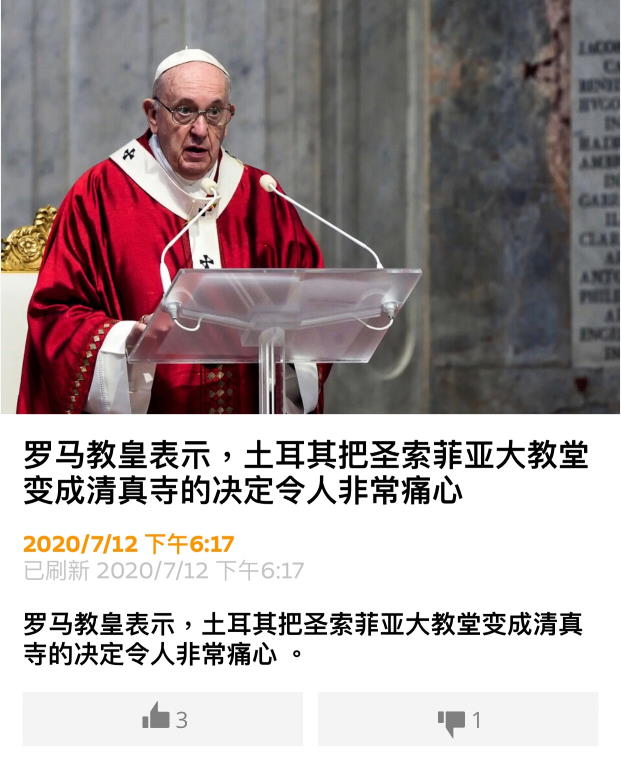 罗马教皇表示，土耳其把圣索菲亚大教堂
变成清真寺的决定令人非常痛心
2020/7/12 下午6:17
已刷新 2020/7/12 下午6:17
罗马教皇表示，土耳其把圣索菲亚大教堂变成清真
寺的决定令人非常痛心 。
3
1